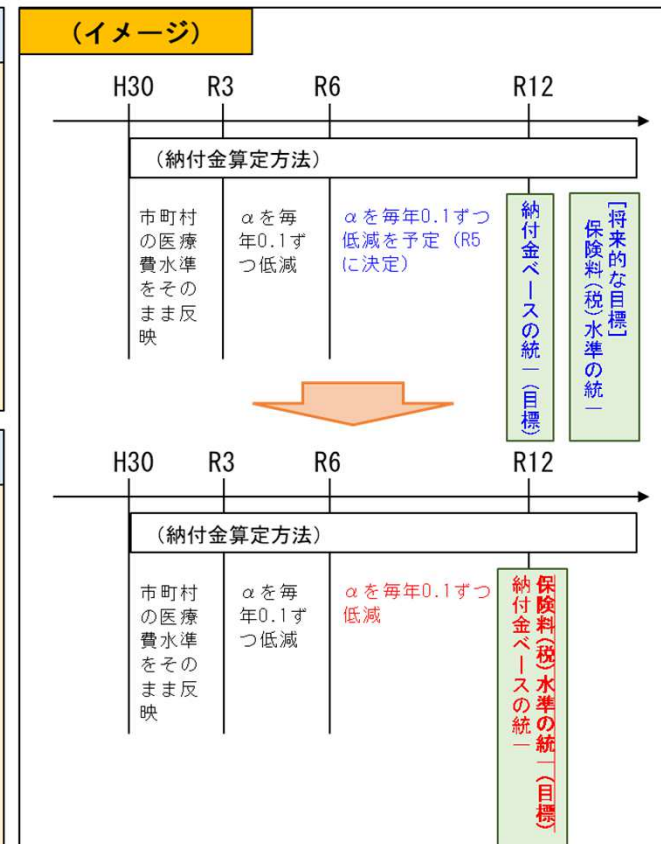 (イメージ)
H30 R3 R6 R12
(納付金算定方法)
市町村
の医療
費水準
をその
まま反
映
αを毎
年0.1ず
つ低減
αを毎年0.1ずつ
低減を予定（R5
に決定）
納付金ベースの統一（目標）
[将来的な目標]
保険料(税)水準の統一
H30 R3 R6 R12
(納付金算定方法)
市町村
の医療
費水準
をその
まま反
映
αを毎
年0.1ず
つ低減
αを毎年0.1ずつ
低減
保険料(税)水準の統一(目標)
納付金ベースの統一